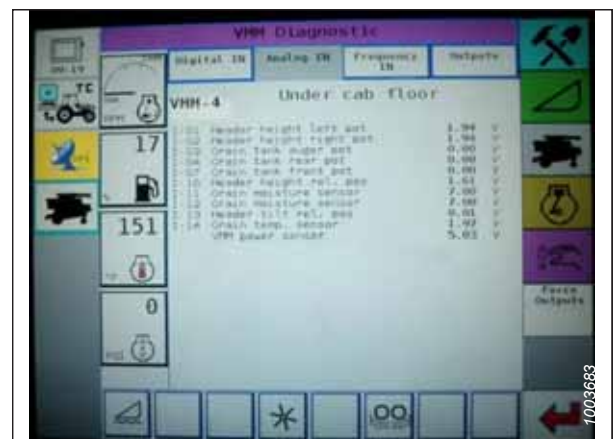 VMM Diagnostic
09:19
Digital IN
Analog IN
Frequency IN
Outputs
TC
VMM-4
Under cab floor
Header height left pot 1.94 V
Header height right pot 1.94 V
Grain tank auger pot 0.00 V
Grain tank rear pot 0.00 V
Grain tank front pot 0.00 V
Header height rel. pos 1.61 V
Grain moisture sensor 7.00 V
Grain moisture sensor 7.00 V
Header tilt rel. pos 0.01 V
Grain temp. sensor 1.92 V
VMM power sensor 5.03 V
17
151
0
Force
Outputs
1003683